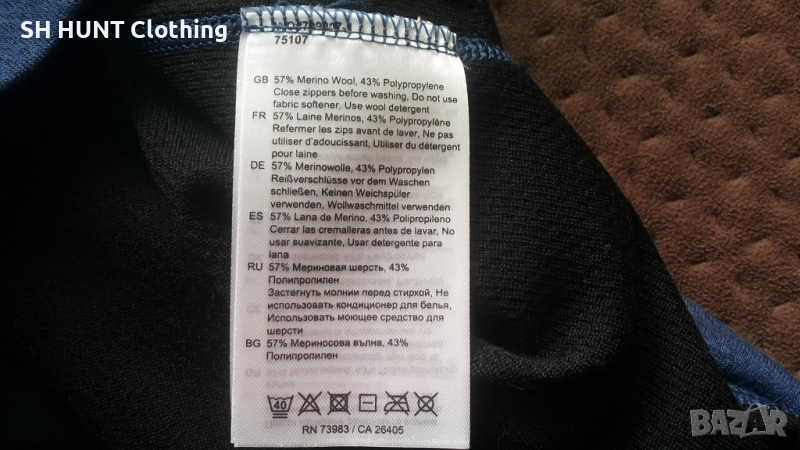 SH HUNT Clothing
75107
GB 57% Merino Wool, 43% Polypropylene
Close zippers before washing, Do not use
fabric softener, Use wool detergent
FR 57% Laine Merinos, 43% Polypropylène
Refermer les zips avant de laver, Ne pas
utiliser d'adoucissant, Utiliser du détergent
pour laine
DE 57% Merinowolle, 43% Polypropylen
Reißverschlüsse vor dem Waschen
schließen, Keinen Weichspüler
verwenden, Wollwaschmittel verwenden
ES 57% Lana de Merino, 43% Polipropileno
Cerrar las cremalleras antes de lavar, No
usar suavizante, Usar detergente para
lana
RU 57% Мериновая шерсть, 43%
Полипропилен
Застегнуть молнии перед стиркой, Не
использовать кондиционер для белья,
Использовать моющее средство для
шерсти
BG 57% Мериносова вълна, 43%
Полипропилен
40
RN 73983 / CA 26405
BAZAR